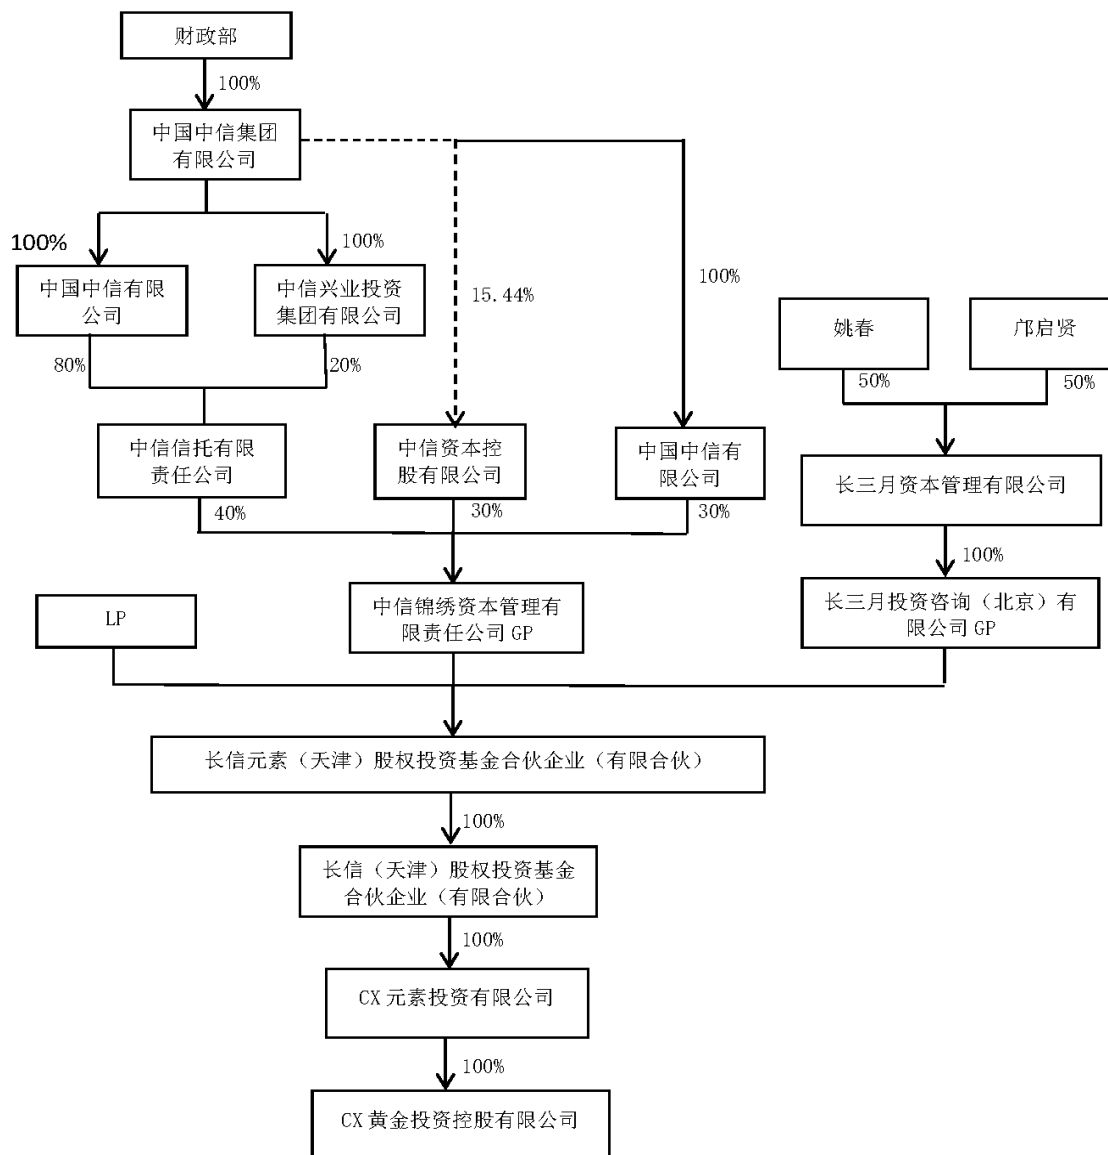 财政部
100%
中国中信集团
有限公司
100%
100%
中国中信有限
公司
中信兴业投资
集团有限公司
15.44%
100%
姚春
邝启贤
80%
20%
50%
50%
中信信托有限
责任公司
中信资本控
股有限公司
中国中信有
限公司
长三月资本管理有限公司
40%
30%
30%
100%
LP
中信锦绣资本管理有
限责任公司GP
长三月投资咨询（北京）有
限公司GP
长信元素（天津）股权投资基金合伙企业（有限合伙）
100%
长信（天津）股权投资基金
合伙企业（有限合伙）
100%
CX 元素投资有限公司
100%
CX 黄金投资控股有限公司